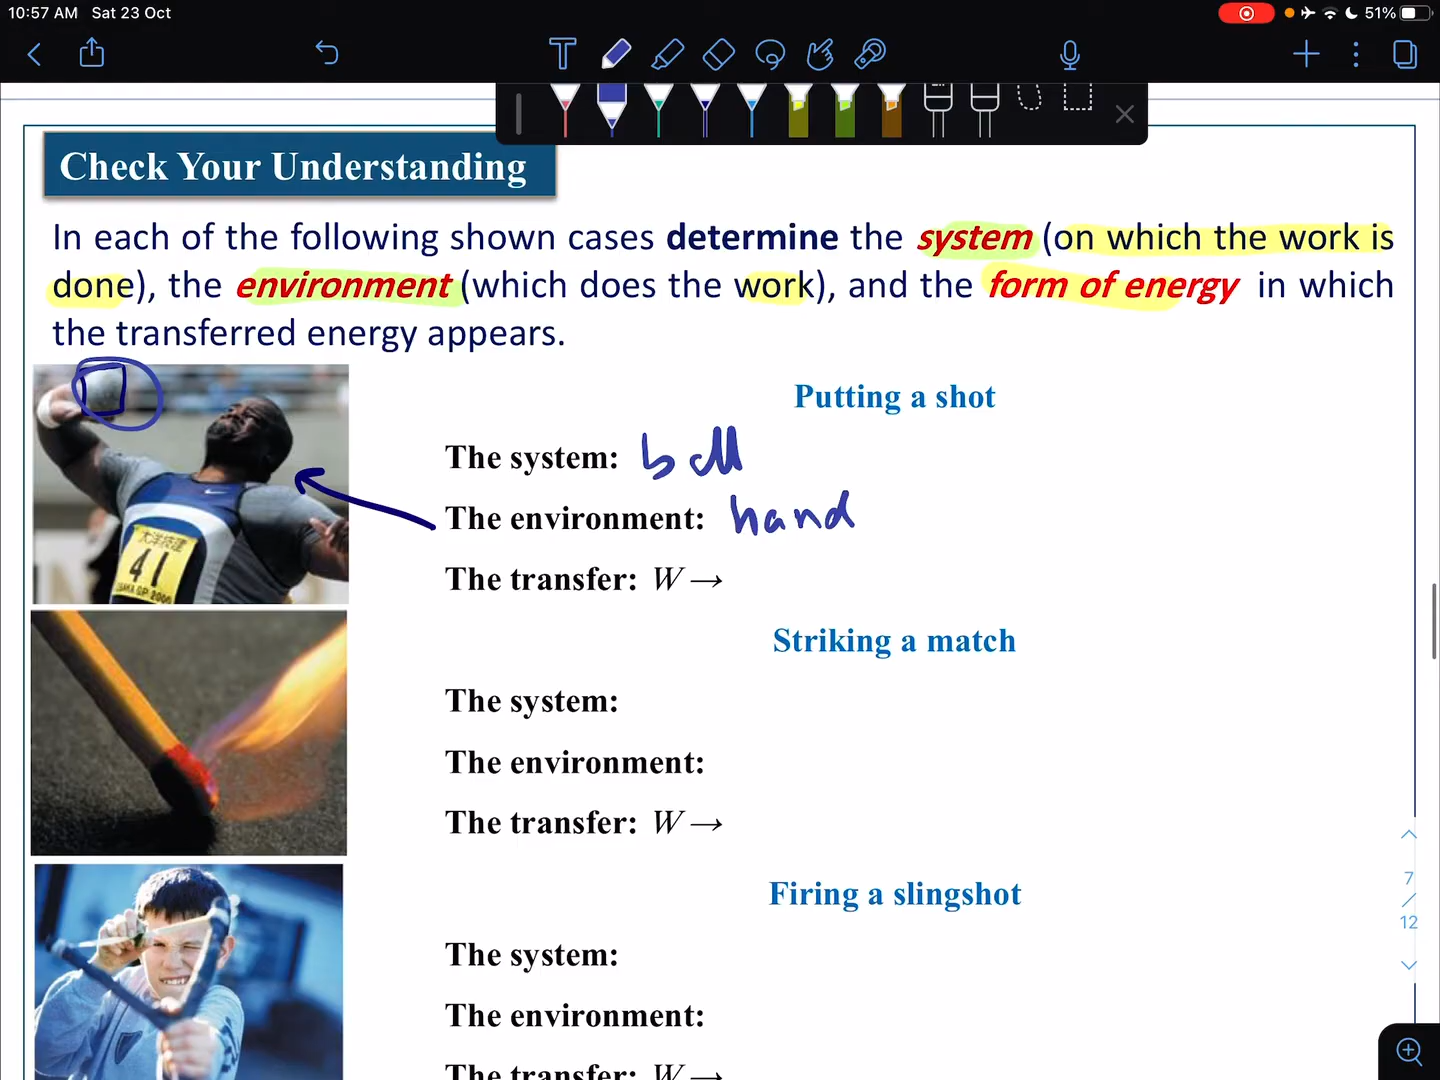 10:57 AM Sat 23 Oct
51%
Check Your Understanding
In each of the following shown cases determine the system (on which the work is
done), the environment (which does the work), and the form of energy in which
the transferred energy appears.
Putting a shot
The system: ball
The environment: hand
The transfer: W→
41
Striking a match
The system:
The environment:
The transfer: W→
Firing a slingshot
The system:
The environment:
The transfer: W→
7
/
12